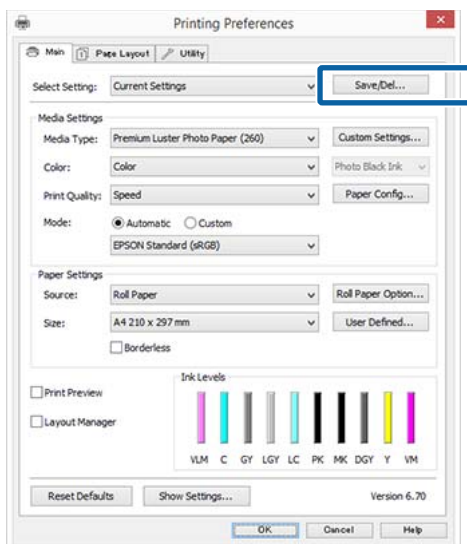 Printing Preferences
Main Page Layout Utility
Select Setting: Current Settings Save/Del...
Media Settings
Media Type: Premium Luster Photo Paper (260) Custom Settings...
Color: Color Photo Black Ink
Print Quality: Speed Paper Config...
Mode: Automatic Custom
EPSON Standard (sRGB)
Paper Settings
Source: Roll Paper Roll Paper Option...
Size: A4 210 x 297 mm User Defined...
Borderless
Print Preview
Layout Manager
Ink Levels
VLM C GY LGY LC PK MK DGY Y VM
Reset Defaults Show Settings... Version 6.70
OK Cancel Help